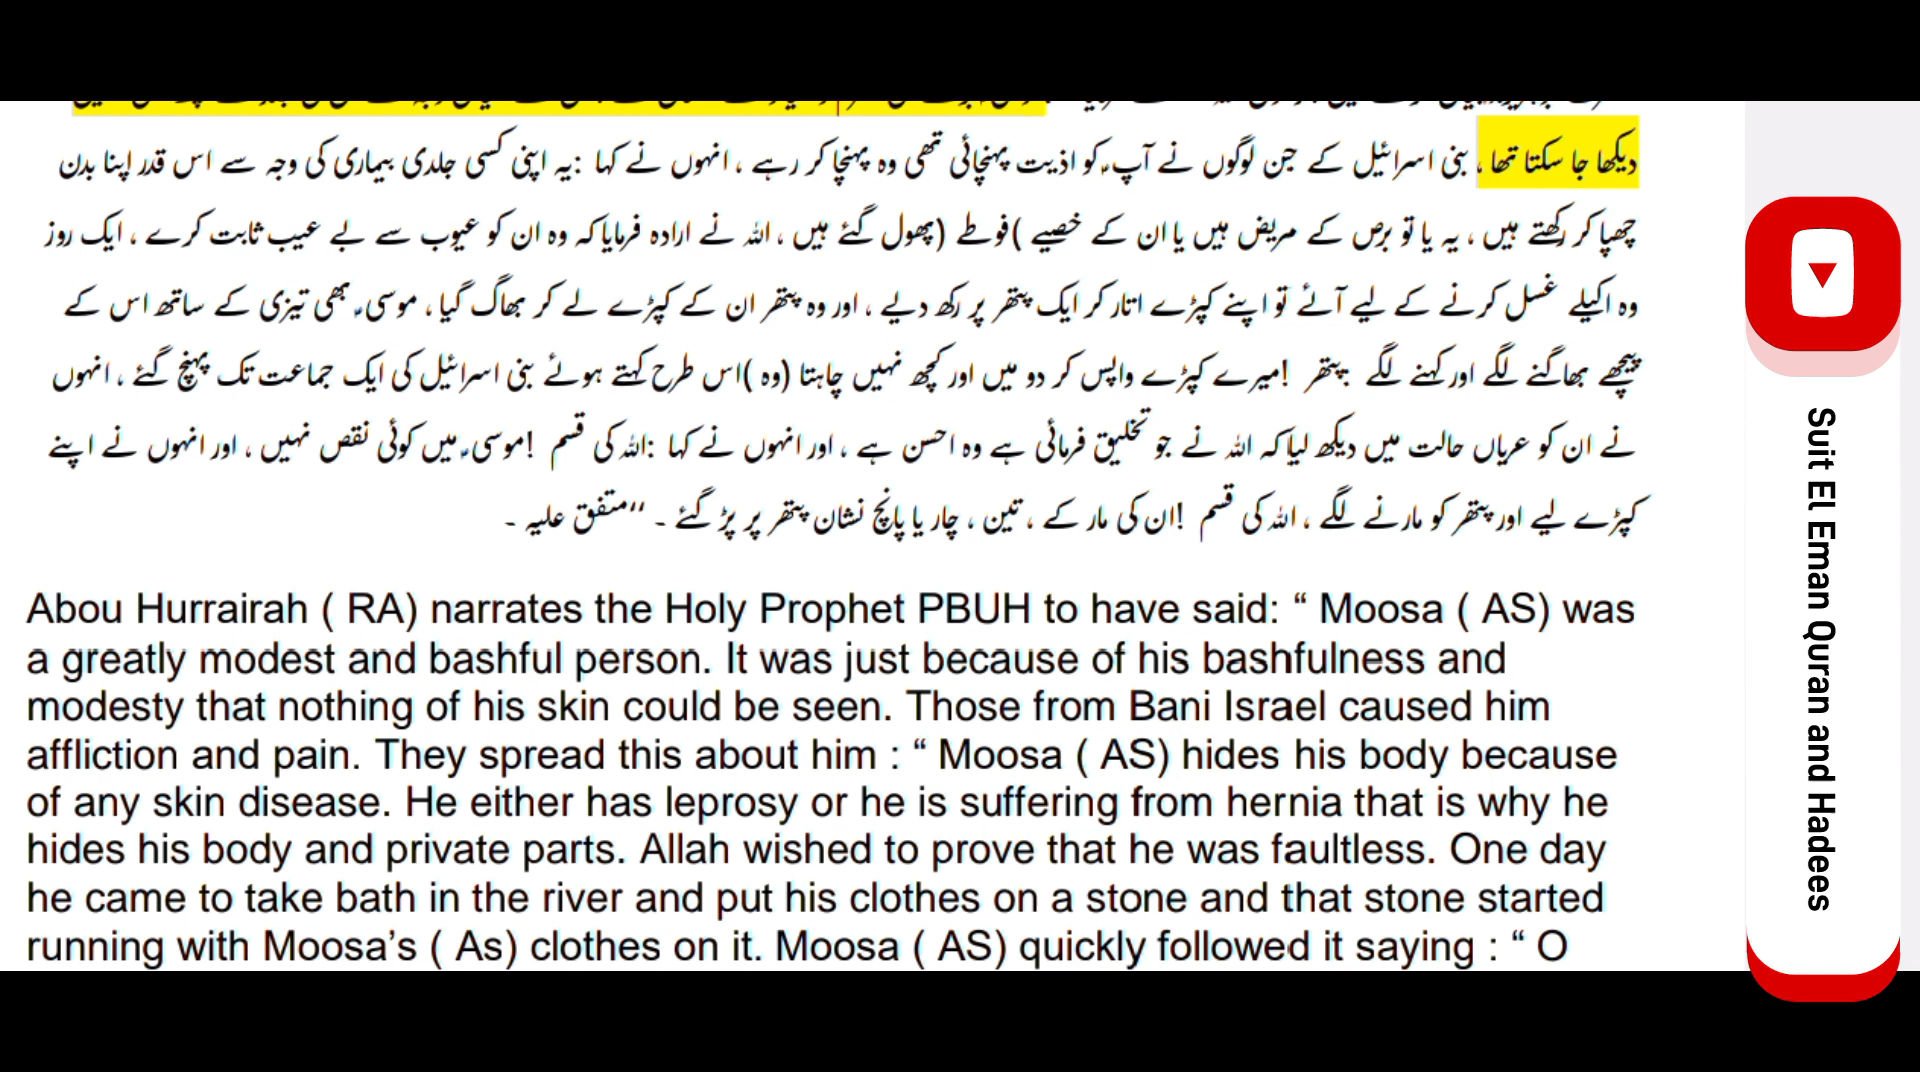 دیکھا جا سکتا تھا ، بنی اسرائیل کے جن لوگوں نے آپؑ کو اذیت پہنچائی تھی وہ پہنچا کر رہے ، انہوں نے کہا :یہ اپنی کسی جلدی بیماری کی وجہ سے اس قدر اپنا بدن
چھپا کر رکھتے ہیں ، یہ یا تو برص کے مریض ہیں یا ان کے خصیے )فوطے (پھول گئے ہیں ، اللہ نے ارادہ فرمایا کہ وہ ان کو عیوب سے بے عیب ثابت کرے ، ایک روز
وہ اکیلے غسل کرنے کے لیے آئے تو اپنے کپڑے اتار کر ایک پتھر پر رکھ دیے ، اور وہ پتھر ان کے کپڑے لے کر بھاگ گیا ، موسیؑ بھی تیزی کے ساتھ اس کے
پیچھے بھاگنے لگے اور کہنے لگے :پتھر !میرے کپڑے واپس کر دو میں اور کچھ نہیں چاہتا (وہ )اس طرح کہتے ہوئے بنی اسرائیل کی ایک جماعت تک پہنچ گئے ، انہوں
نے ان کو عریاں حالت میں دیکھ لیا کہ اللہ نے جو تخلیق فرمائی ہے وہ احسن ہے ، اور انہوں نے کہا :اللہ کی قسم !موسیؑ میں کوئی نقص نہیں ، اور انہوں نے اپنے
کپڑے لیے اور پتھر کو مارنے لگے ، اللہ کی قسم !ان کی مار کے ، تین ، چار یا پانچ نشان پتھر پر پڑ گئے ۔ ‘‘متفق علیہ ۔
Abou Hurrairah ( RA) narrates the Holy Prophet PBUH to have said: “ Moosa ( AS) was
a greatly modest and bashful person. It was just because of his bashfulness and
modesty that nothing of his skin could be seen. Those from Bani Israel caused him
affliction and pain. They spread this about him : “ Moosa ( AS) hides his body because
of any skin disease. He either has leprosy or he is suffering from hernia that is why he
hides his body and private parts. Allah wished to prove that he was faultless. One day
he came to take bath in the river and put his clothes on a stone and that stone started
running with Moosa’s ( As) clothes on it. Moosa ( AS) quickly followed it saying : “ O
Suit El Eman Quran and Hadees